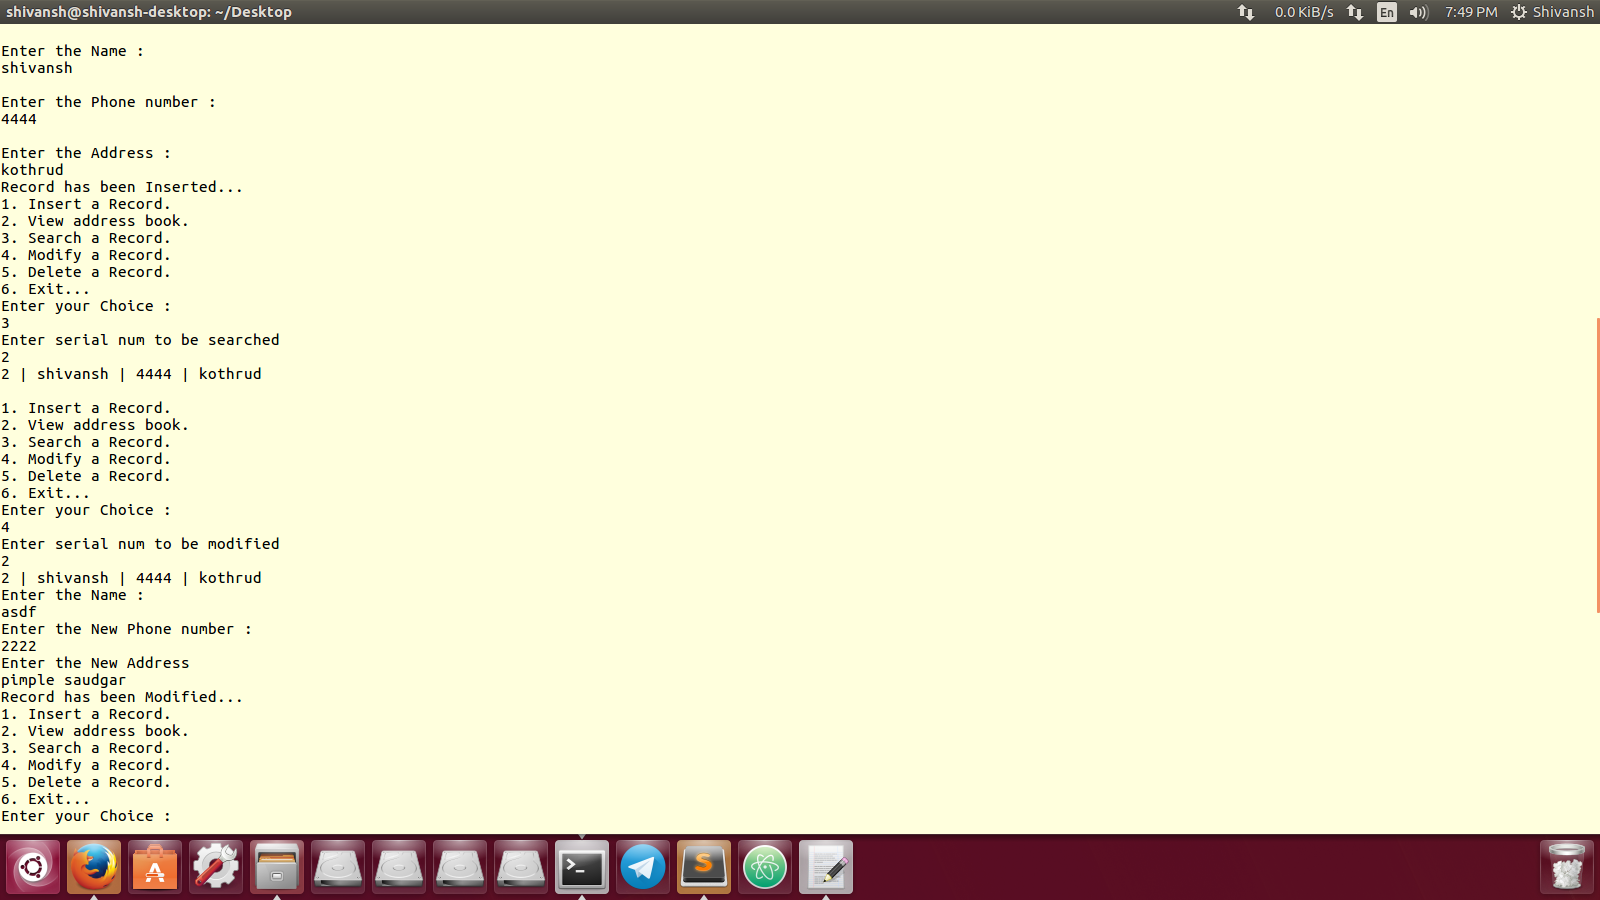 shivansh@shivansh-desktop: ~/Desktop
0.0 KiB/s En 7:49 PM Shivansh
Enter the Name :
shivansh
Enter the Phone number :
4444
Enter the Address :
kothrud
Record has been Inserted...
1. Insert a Record.
2. View address book.
3. Search a Record.
4. Modify a Record.
5. Delete a Record.
6. Exit...
Enter your Choice :
3
Enter serial num to be searched
2
2 | shivansh | 4444 | kothrud
1. Insert a Record.
2. View address book.
3. Search a Record.
4. Modify a Record.
5. Delete a Record.
6. Exit...
Enter your Choice :
4
Enter serial num to be modified
2
2 | shivansh | 4444 | kothrud
Enter the Name :
asdf
Enter the New Phone number :
2222
Enter the New Address
pimple saudgar
Record has been Modified...
1. Insert a Record.
2. View address book.
3. Search a Record.
4. Modify a Record.
5. Delete a Record.
6. Exit...
Enter your Choice :